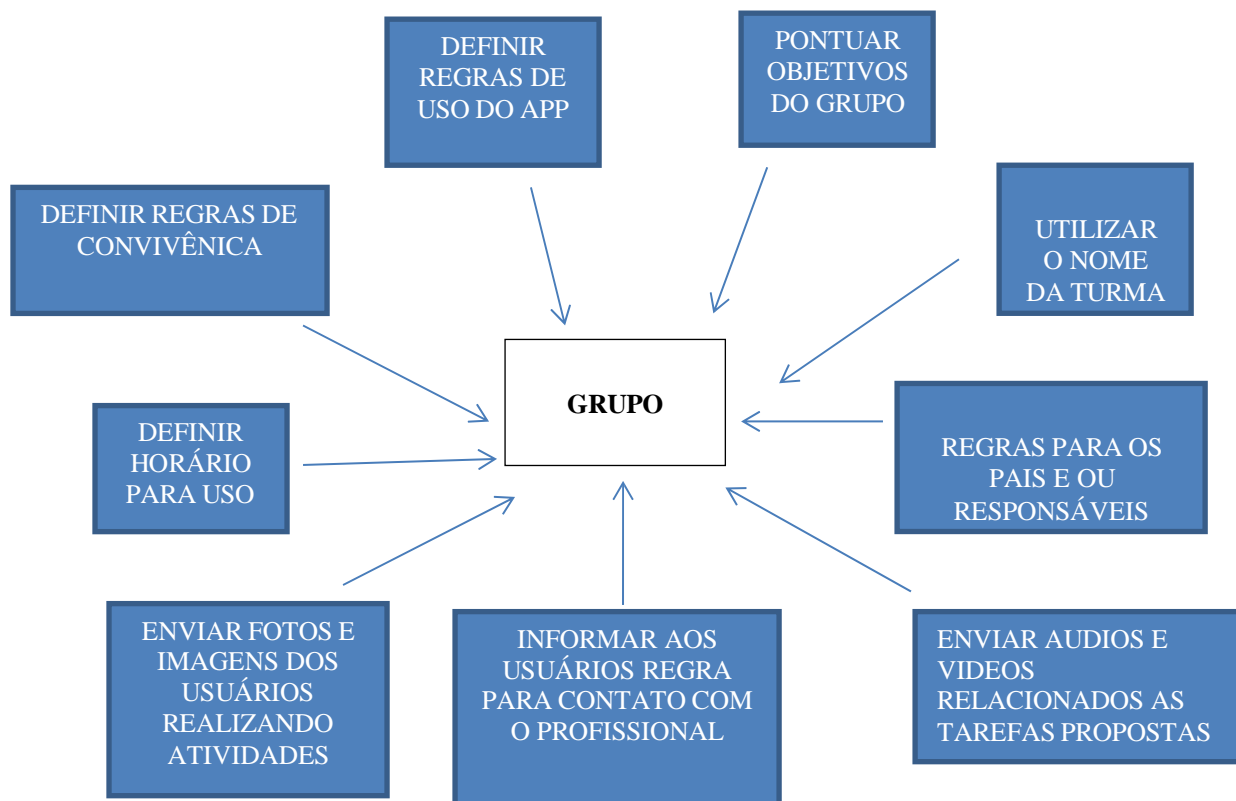 DEFINIR
REGRAS DE
USO DO APP
PONTUAR
OBJETIVOS
DO GRUPO
DEFINIR REGRAS DE
CONVIVÊNICA
UTILIZAR
O NOME
DA TURMA
GRUPO
DEFINIR
HORÁRIO
PARA USO
REGRAS PARA OS
PAIS E OU
RESPONSÁVEIS
ENVIAR FOTOS E
IMAGENS DOS
USUÁRIOS
REALIZANDO
ATIVIDADES
INFORMAR AOS
USUÁRIOS REGRA
PARA CONTATO COM
O PROFISSIONAL
ENVIAR AUDIOS E
VIDEOS
RELACIONADOS AS
TAREFAS PROPOSTAS